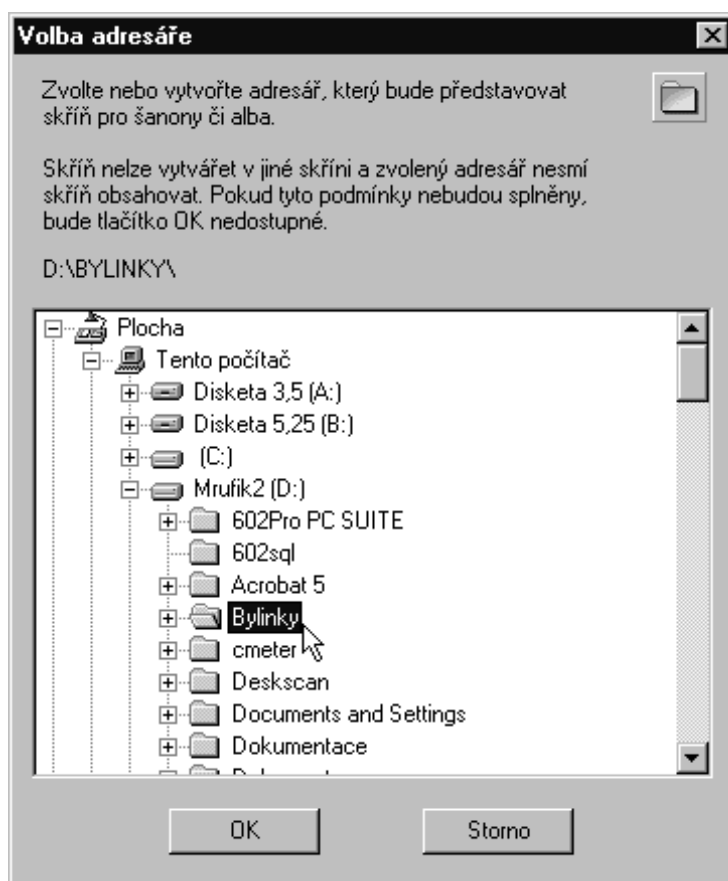 Volba adresáře
Zvolte nebo vytvořte adresář, který bude představovat
skříň pro šanony či alba.
Skříň nelze vytvářet v jiné skříni a zvolený adresář nesmí
skříň obsahovat. Pokud tyto podmínky nebudou splněny,
bude tlačítko OK nedostupné.
D:\BYLINKY\
Plocha
Tento počítač
Disketa 3,5 (A:)
Disketa 5,25 (B:)
(C:)
Mrufik2 (D:)
602Pro PC SUITE
602sql
Acrobat 5
Bylinky
cmeter
Deskscan
Documents and Settings
Dokumentace
OK
Storno